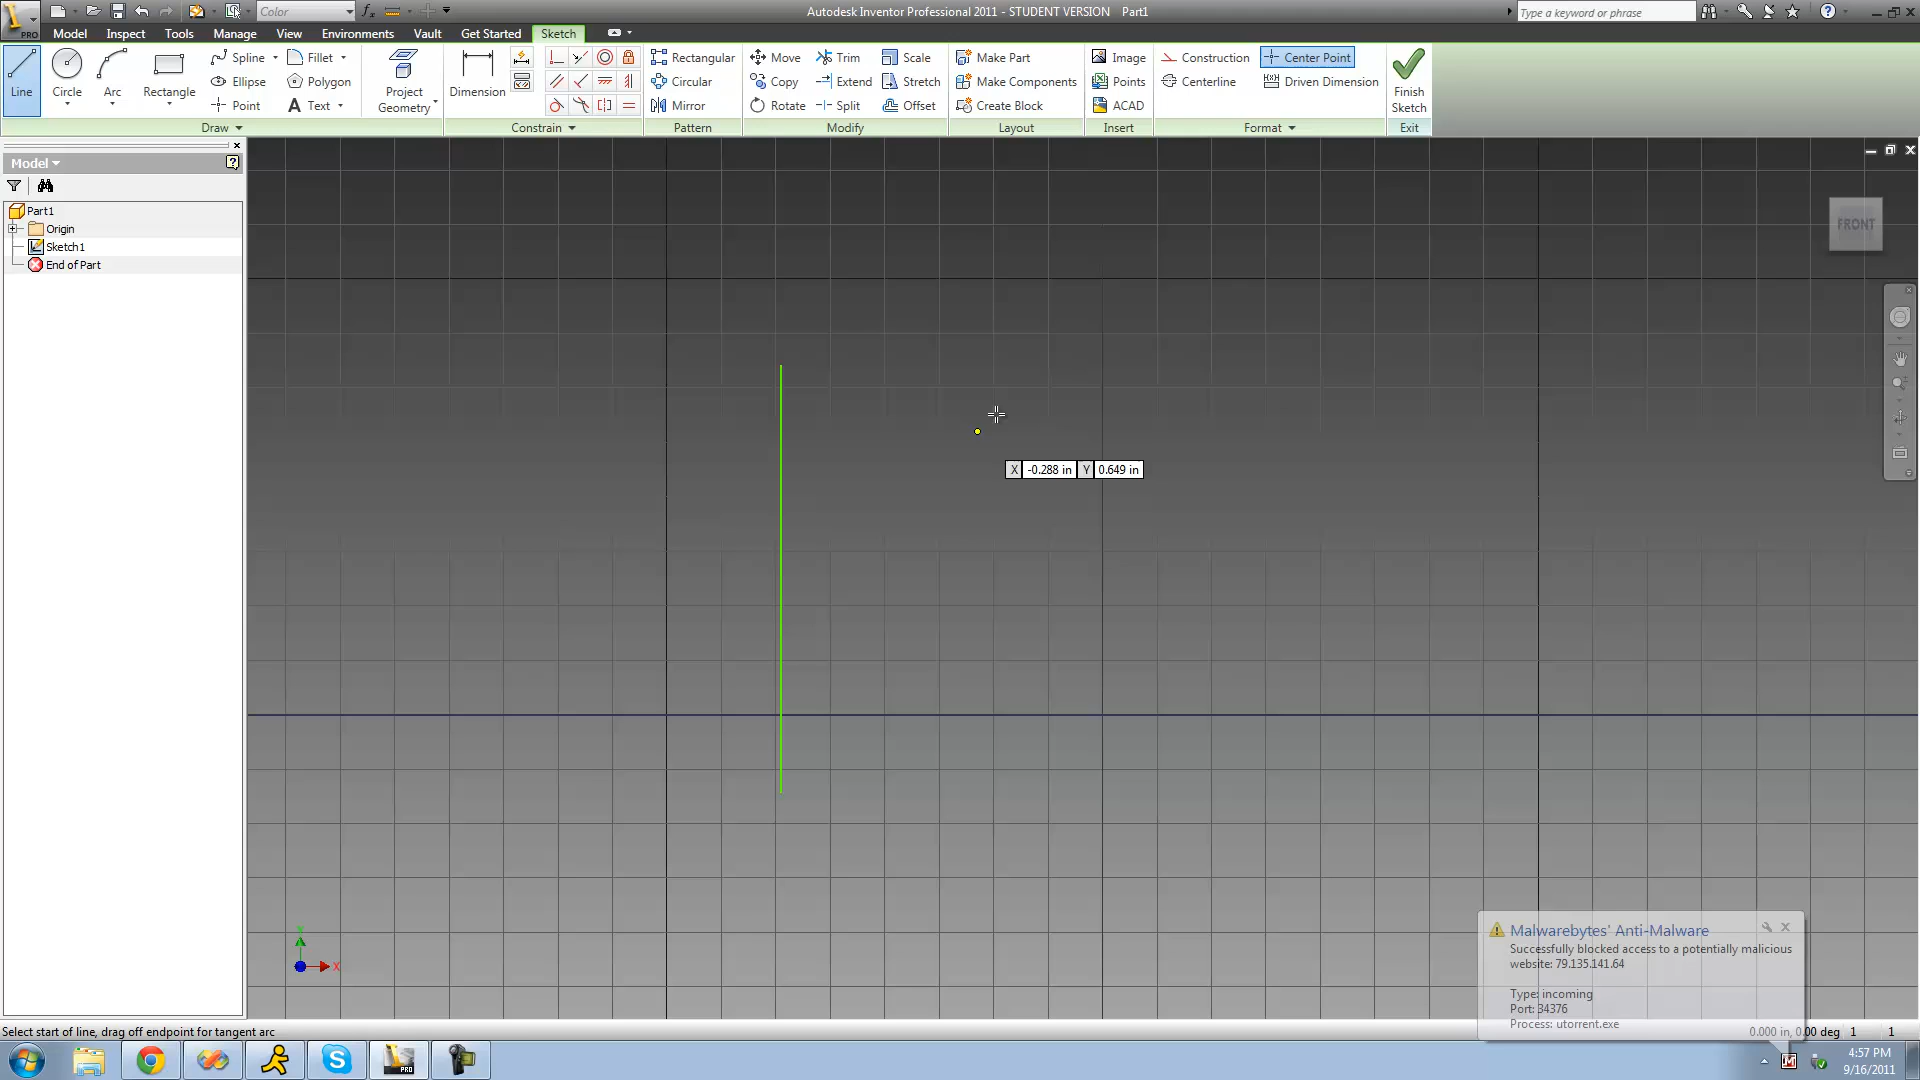 Color
Autodesk Inventor Professional 2011 - STUDENT VERSION Part1
Type a keyword or phrase
PRO Model Inspect Tools Manage View Environments Vault Get Started Sketch
Line Circle Arc Rectangle Spline Fillet
Ellipse Polygon
Point Text
Project Geometry
Dimension
Rectangular Circular Mirror
Move Trim Scale
Copy Extend Stretch
Rotate Split Offset
Make Part
Make Components
Create Block
Image
Points
ACAD
Construction Center Point
Centerline Driven Dimension
Finish Sketch
Draw Constrain Pattern Modify Layout Insert Format Exit
Model
Part1
Origin
Sketch1
End of Part
FRONT
X -0.288 in Y 0.649 in
Y
X
Malwarebytes' Anti-Malware
Successfully blocked access to a potentially malicious
website: 79.135.141.64
Type: incoming
Port: 34376
Process: utorrent.exe
Select start of line, drag off endpoint for tangent arc
0.000 in, 0.00 deg 1 1
PRO
4:57 PM
9/16/2011